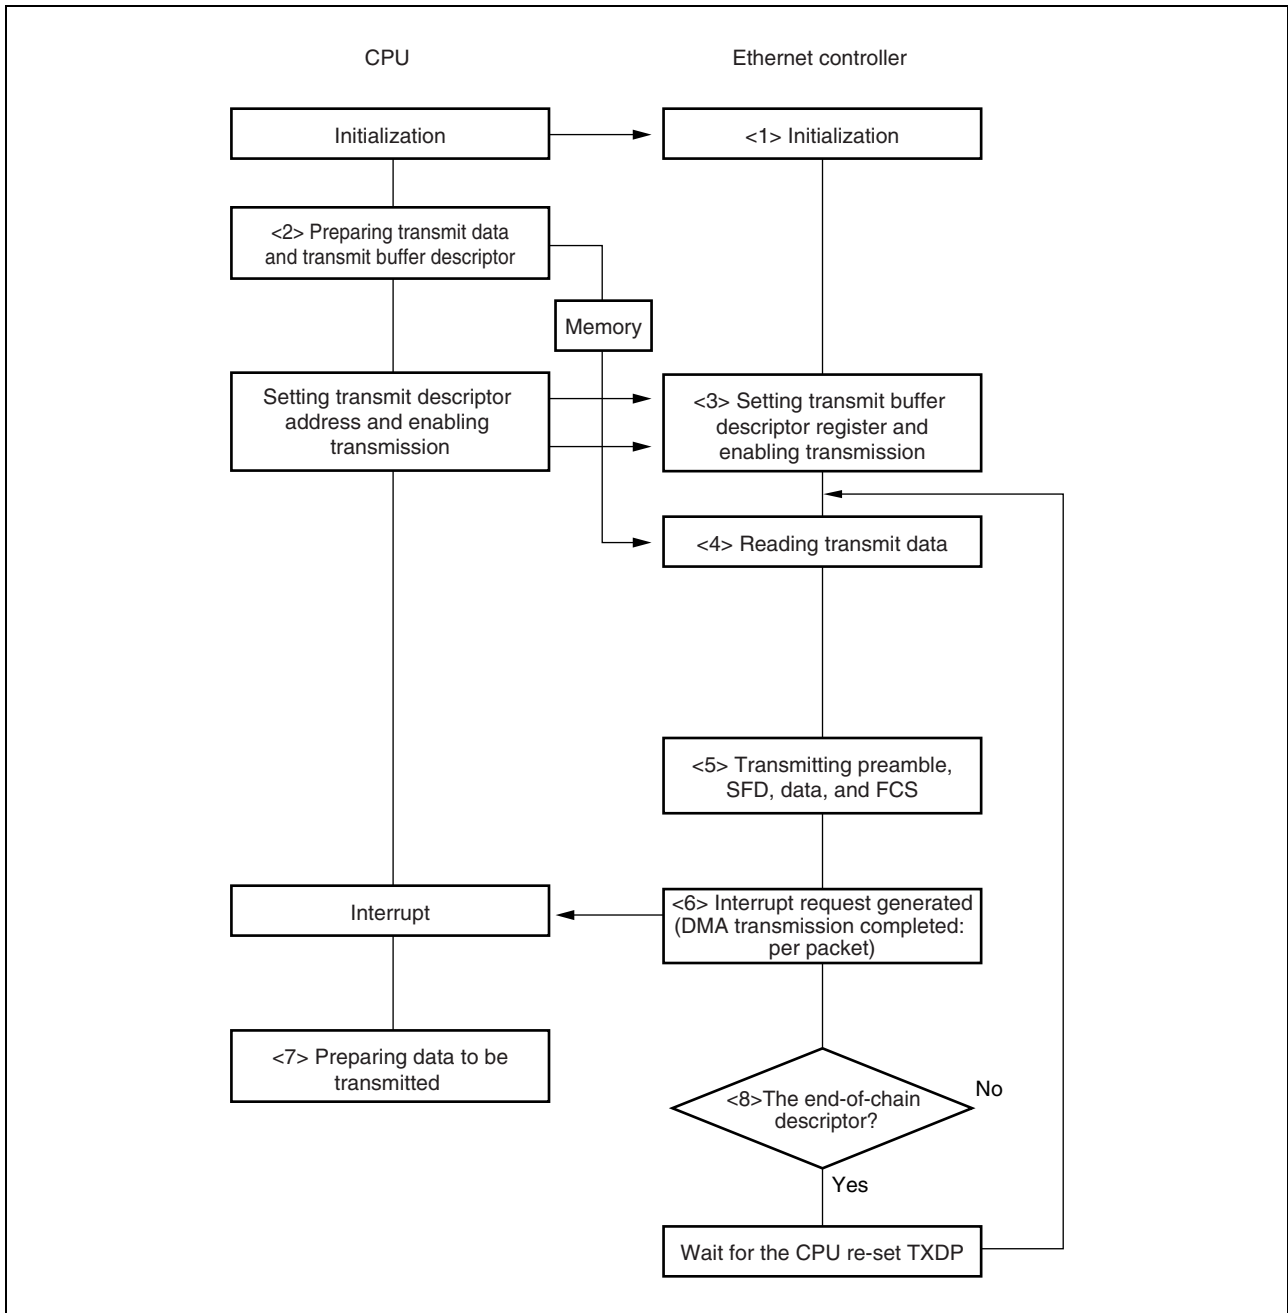 CPU
Ethernet controller
Initialization
<1> Initialization
<2> Preparing transmit data
and transmit buffer descriptor
Memory
Setting transmit descriptor
address and enabling
transmission
<3> Setting transmit buffer
descriptor register and
enabling transmission
<4> Reading transmit data
<5> Transmitting preamble,
SFD, data, and FCS
Interrupt
<6> Interrupt request generated
(DMA transmission completed:
per packet)
<7> Preparing data to be
transmitted
<8>The end-of-chain
descriptor?
No
Yes
Wait for the CPU re-set TXDP